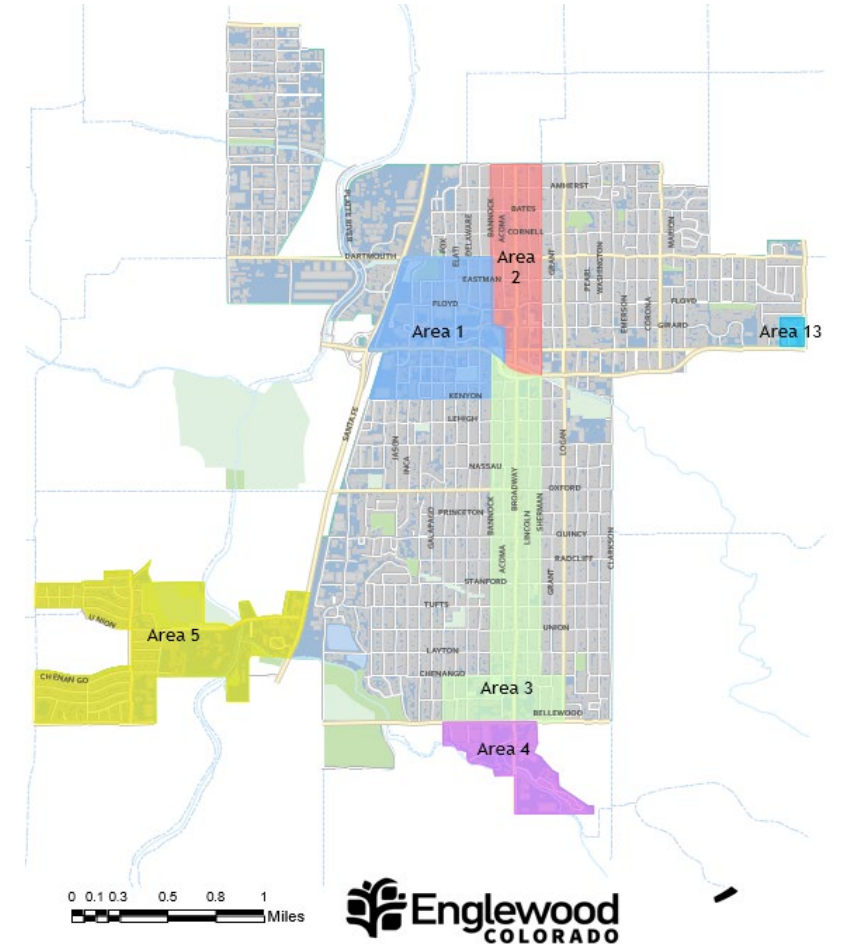 AMHERST
BATES
BANNOCK
ACOMA
CORNELL
DELAWARE
PLATTE RIVER
MARION
FOX
ELATI
DARTMOUTH
Area
2
GRANT
EASTMAN
PEARL
WASHINGTON
FLOYD
FLOYD
EMERSON
CORONA
GIRARD
Area 1
Area 13
KENYON
LEHIGH
SANTA FE
JASON
INCA
LOGAN
NASSAU
BROADWAY
OXFORD
GALAPAGO
PRINCETON
BANNOCK
LINCOLN
SHERMAN
QUINCY
CLARKSON
ACOMA
RADCLIFF
STANFORD
GRANT
TUFTS
UNION
Area 5
UNION
LAYTON
CHENANGO
CHENANGO
Area 3
BELLEWOOD
Area 4
0 0.1 0.3 0.5 0.8 1
Miles
Englewood
COLORADO